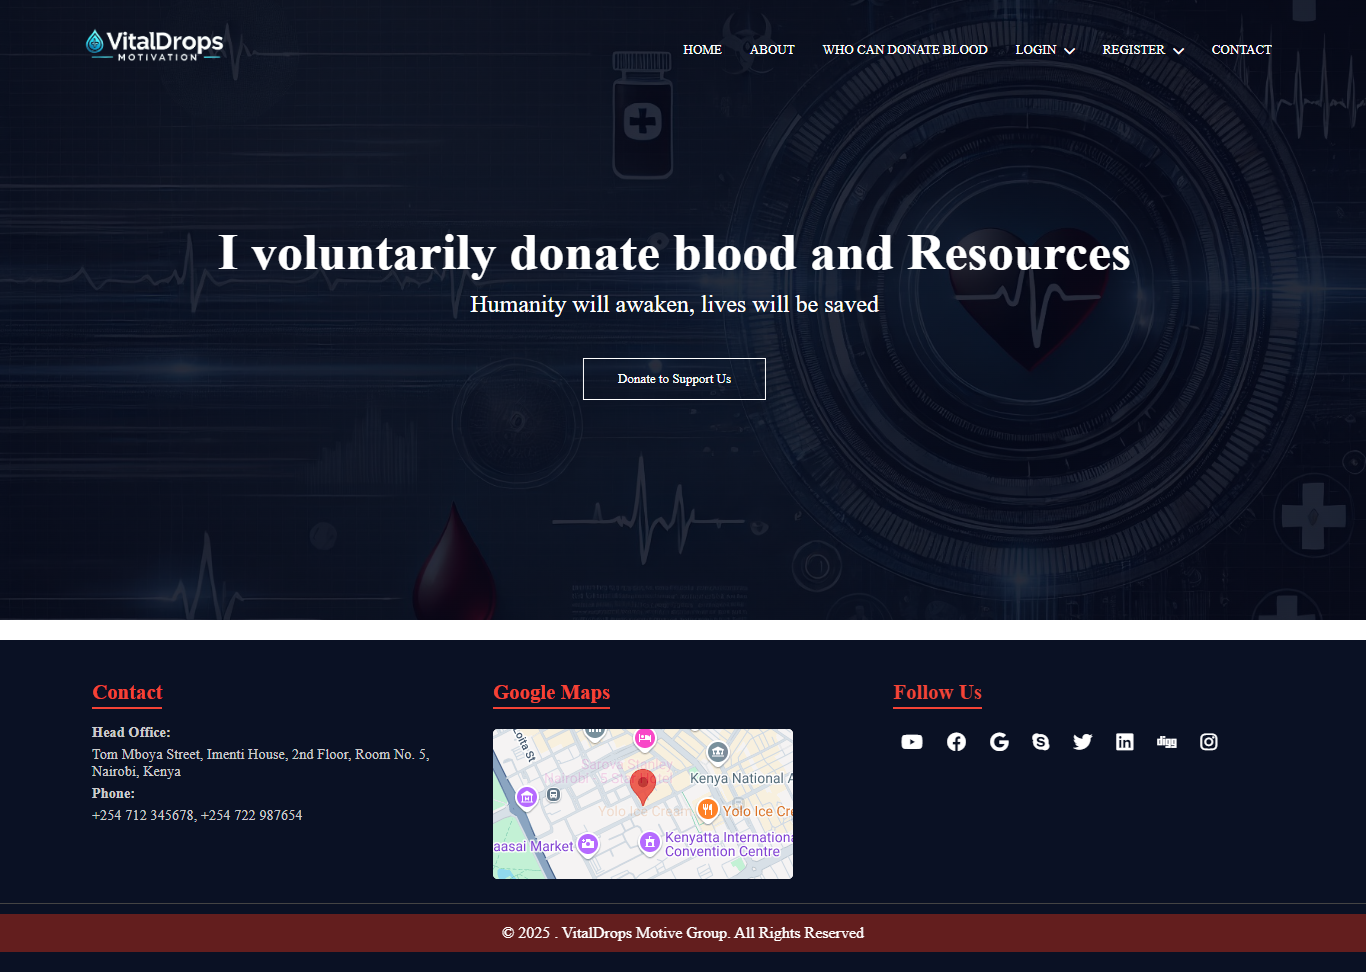 VitalDrops
MOTIVATION
HOME ABOUT WHO CAN DONATE BLOOD LOGIN REGISTER CONTACT
I voluntarily donate blood and Resources
Humanity will awaken, lives will be saved
Donate to Support Us
Contact
Head Office:
Tom Mboya Street, Imenti House, 2nd Floor, Room No. 5,
Nairobi, Kenya
Phone:
+254 712 345678, +254 722 987654
Google Maps
Loita St
Sarova Stanley
Nairobi - 5 Star Hotel
Kenya National A
Yolo Ice Cream
Yolo Ice Cre
aasai Market
Kenyatta Internationa
Convention Centre
Follow Us
digg
© 2025 . VitalDrops Motive Group. All Rights Reserved